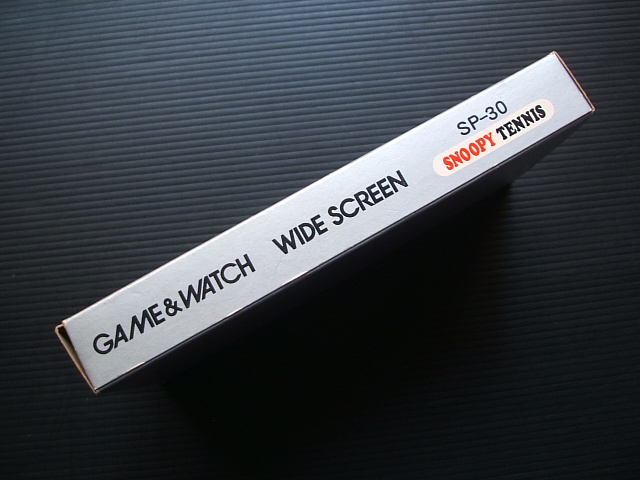 GAME&WATCH WIDE SCREEN
SP-30
SNOOPY TENNIS